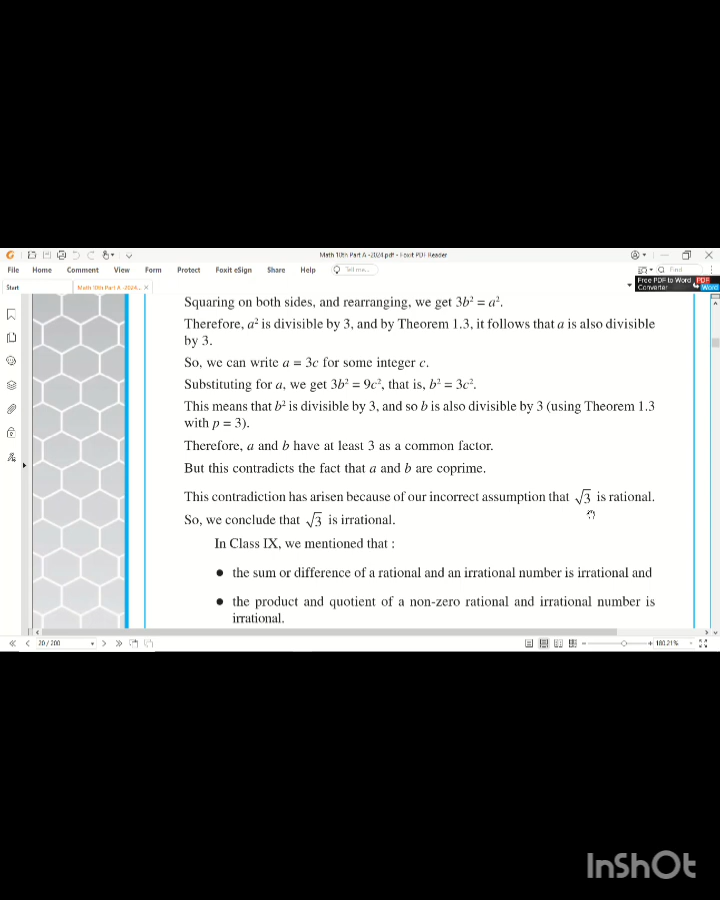 Math 10th Part A -2024.pdf - Foxit PDF Reader
File Home Comment View Form Protect Foxit eSign Share Help Tell me... Find
Start Math 10th Part A -2024... Free PDF to Word Converter PDF Word
Squaring on both sides, and rearranging, we get 3b² = a².
Therefore, a² is divisible by 3, and by Theorem 1.3, it follows that a is also divisible
by 3.
So, we can write a = 3c for some integer c.
Substituting for a, we get 3b² = 9c², that is, b² = 3c².
This means that b² is divisible by 3, and so b is also divisible by 3 (using Theorem 1.3
with p = 3).
Therefore, a and b have at least 3 as a common factor.
But this contradicts the fact that a and b are coprime.
This contradiction has arisen because of our incorrect assumption that √3 is rational.
So, we conclude that √3 is irrational.
In Class IX, we mentioned that :
● the sum or difference of a rational and an irrational number is irrational and
● the product and quotient of a non-zero rational and irrational number is
irrational.
20 / 200 180.21%
InShOt